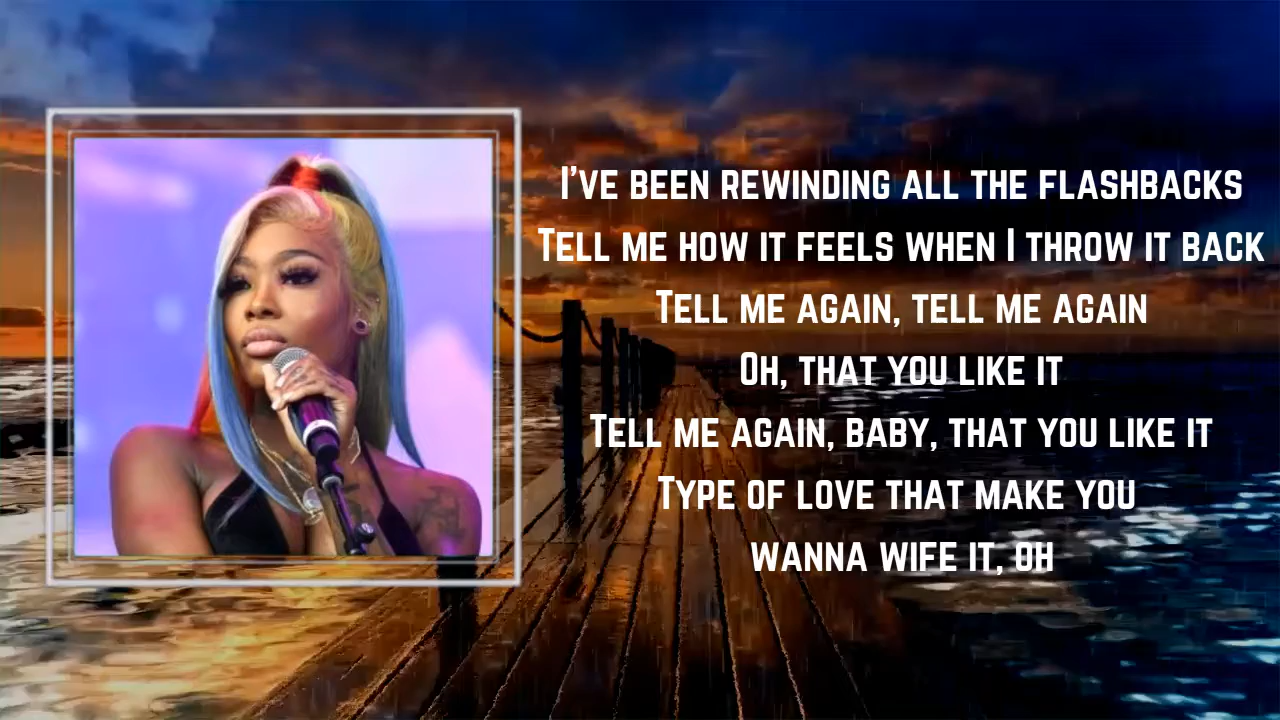 I've been rewinding all the flashbacks
Tell me how it feels when I throw it back
Tell me again, tell me again
Oh, that you like it
Tell me again, baby, that you like it
Type of love that make you
wanna wife it, oh